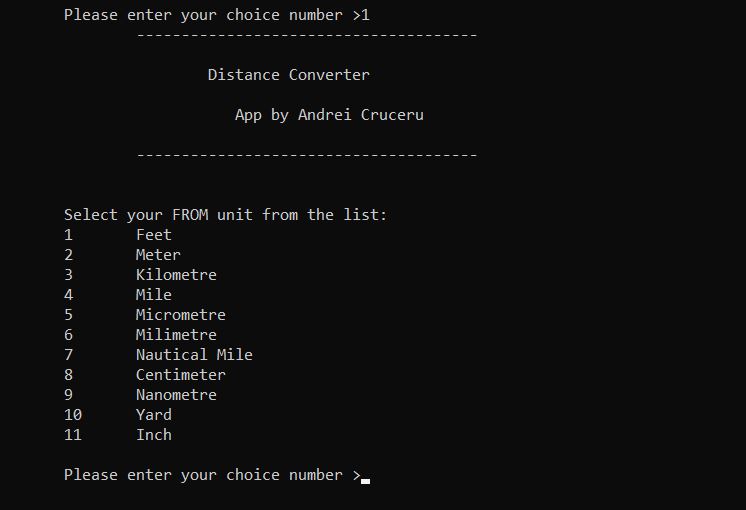 Please enter your choice number >1
--------------------------------------
Distance Converter
App by Andrei Cruceru
--------------------------------------
Select your FROM unit from the list:
1 Feet
2 Meter
3 Kilometre
4 Mile
5 Micrometre
6 Milimetre
7 Nautical Mile
8 Centimeter
9 Nanometre
10 Yard
11 Inch
Please enter your choice number >